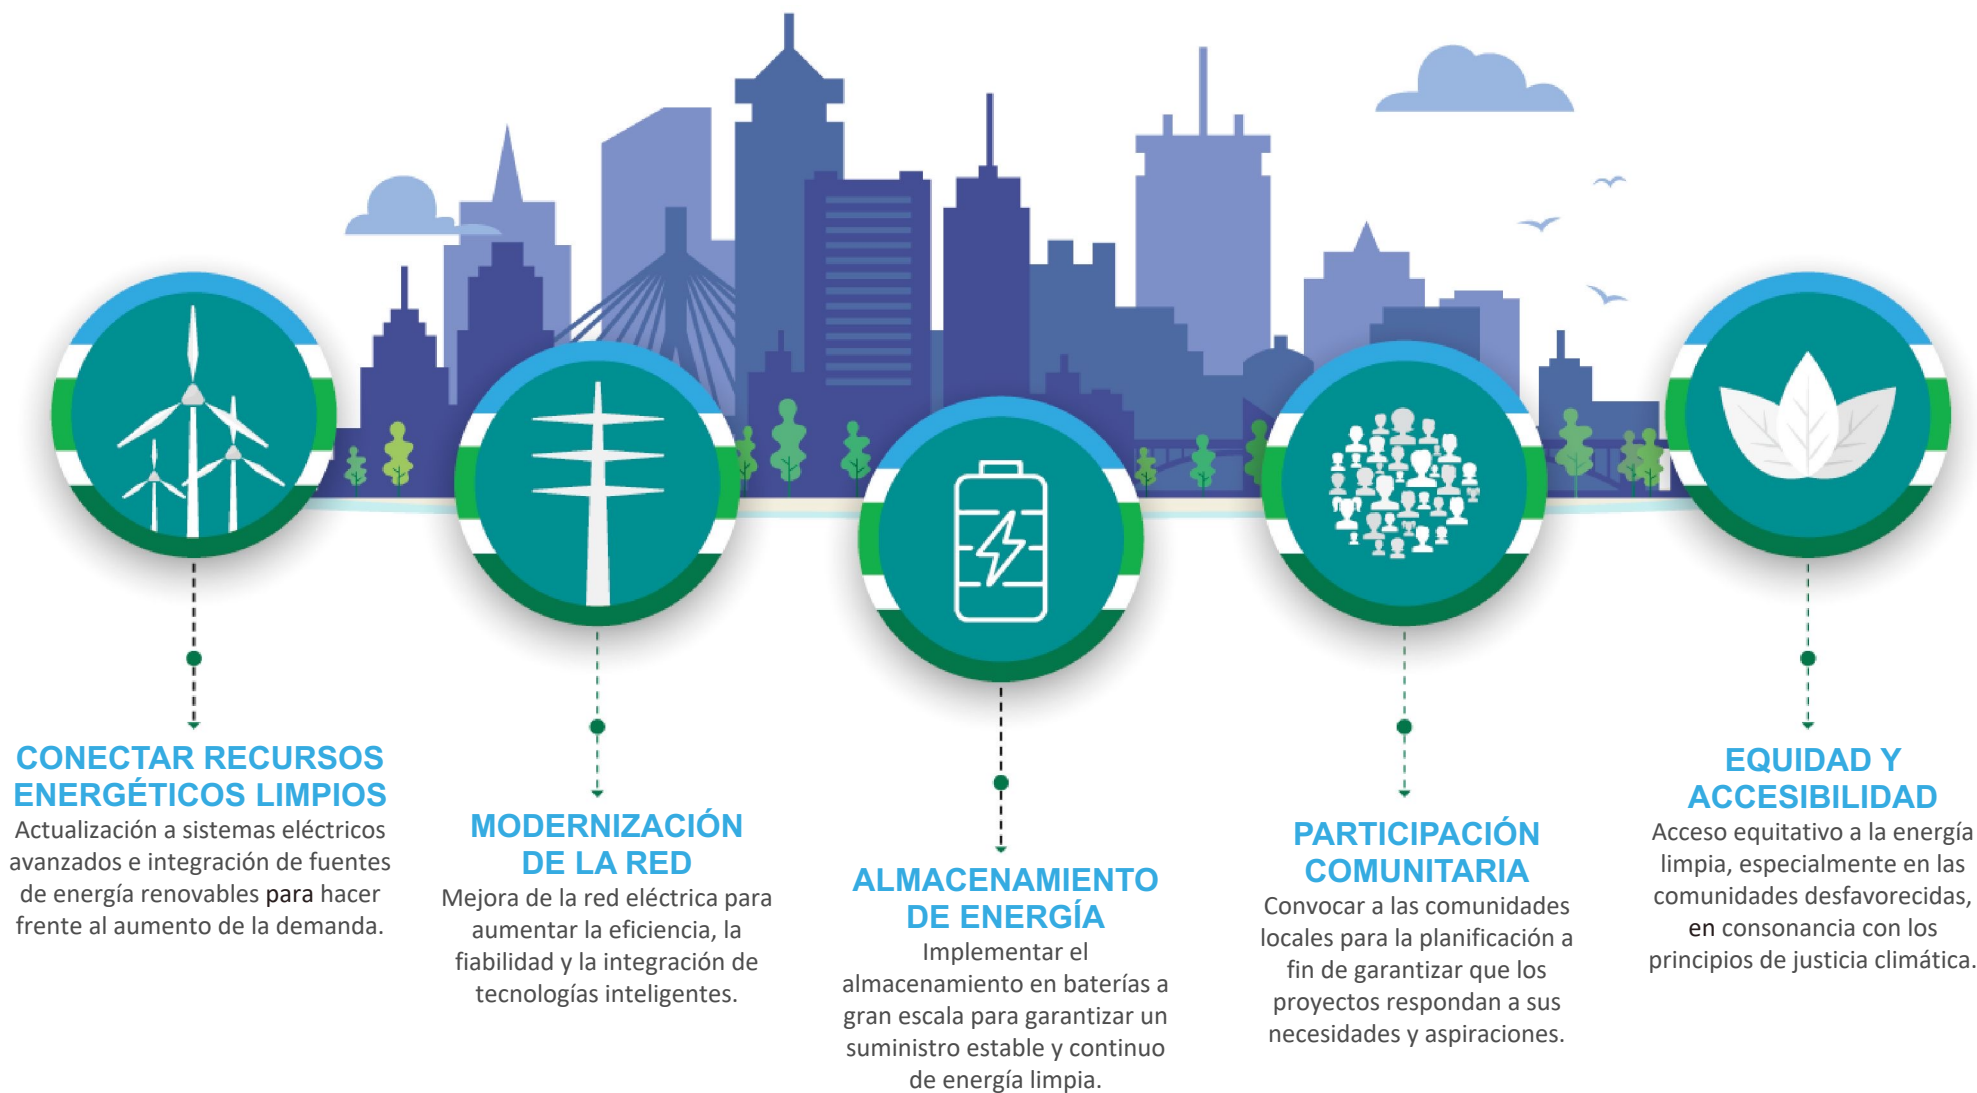 CONECTAR RECURSOS
ENERGÉTICOS LIMPIOS
Actualización a sistemas eléctricos
avanzados e integración de fuentes
de energía renovables para hacer
frente al aumento de la demanda.
MODERNIZACIÓN
DE LA RED
Mejora de la red eléctrica para
aumentar la eficiencia, la
fiabilidad y la integración de
tecnologías inteligentes.
ALMACENAMIENTO
DE ENERGÍA
Implementar el
almacenamiento en baterías a
gran escala para garantizar un
suministro estable y continuo
de energía limpia.
PARTICIPACIÓN
COMUNITARIA
Convocar a las comunidades
locales para la planificación a
fin de garantizar que los
proyectos respondan a sus
necesidades y aspiraciones.
EQUIDAD Y
ACCESIBILIDAD
Acceso equitativo a la energía
limpia, especialmente en las
comunidades desfavorecidas,
en consonancia con los
principios de justicia climática.